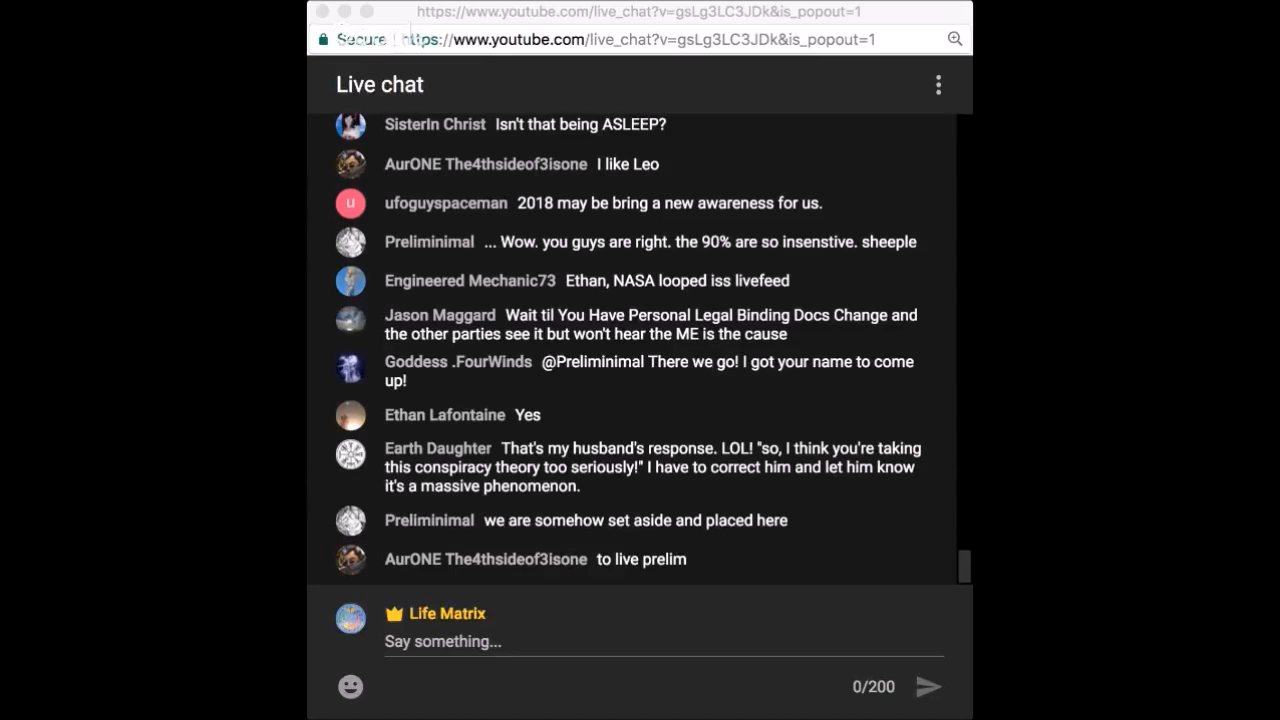 https://www.youtube.com/live_chat?v=gsLg3LC3JDk&is_popout=1
Secure https://www.youtube.com/live_chat?v=gsLg3LC3JDk&is_popout=1
Live chat
SisterIn Christ Isn't that being ASLEEP?
AurONE The4thsideof3isone I like Leo
u ufoguyspaceman 2018 may be bring a new awareness for us.
Preliminimal ... Wow. you guys are right. the 90% are so insenstive. sheeple
Engineered Mechanic73 Ethan, NASA looped iss livefeed
Jason Maggard Wait til You Have Personal Legal Binding Docs Change and
the other parties see it but won't hear the ME is the cause
Goddess .FourWinds @Preliminimal There we go! I got your name to come
up!
Ethan Lafontaine Yes
Earth Daughter That's my husband's response. LOL! "so, I think you're taking
this conspiracy theory too seriously!" I have to correct him and let him know
it's a massive phenomenon.
Preliminimal we are somehow set aside and placed here
AurONE The4thsideof3isone to live prelim
Life Matrix
Say something...
0/200